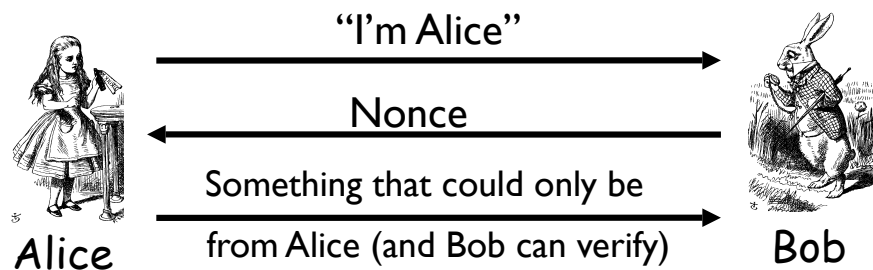 “I’m Alice”
Nonce
Something that could only be
from Alice (and Bob can verify)
Alice
Bob